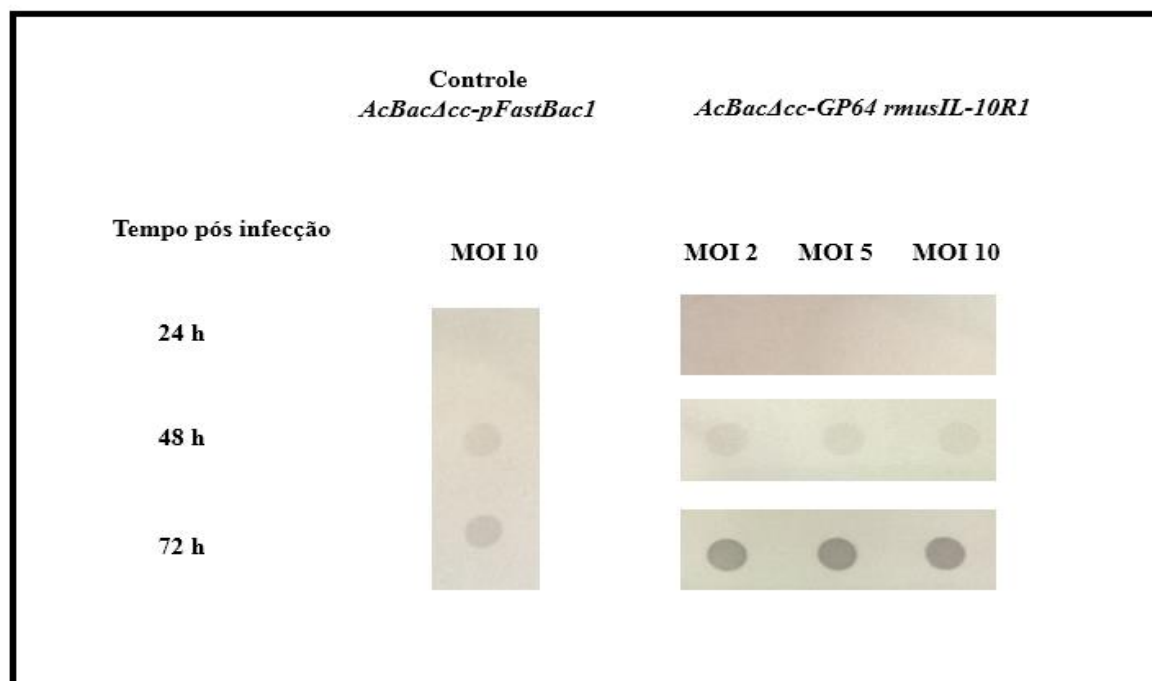 Controle
AcBacΔcc-pFastBac1
AcBacΔcc-GP64 rmusIL-10R1
Tempo pós infecção
MOI 10
MOI 2 MOI 5 MOI 10
24 h
48 h
72 h